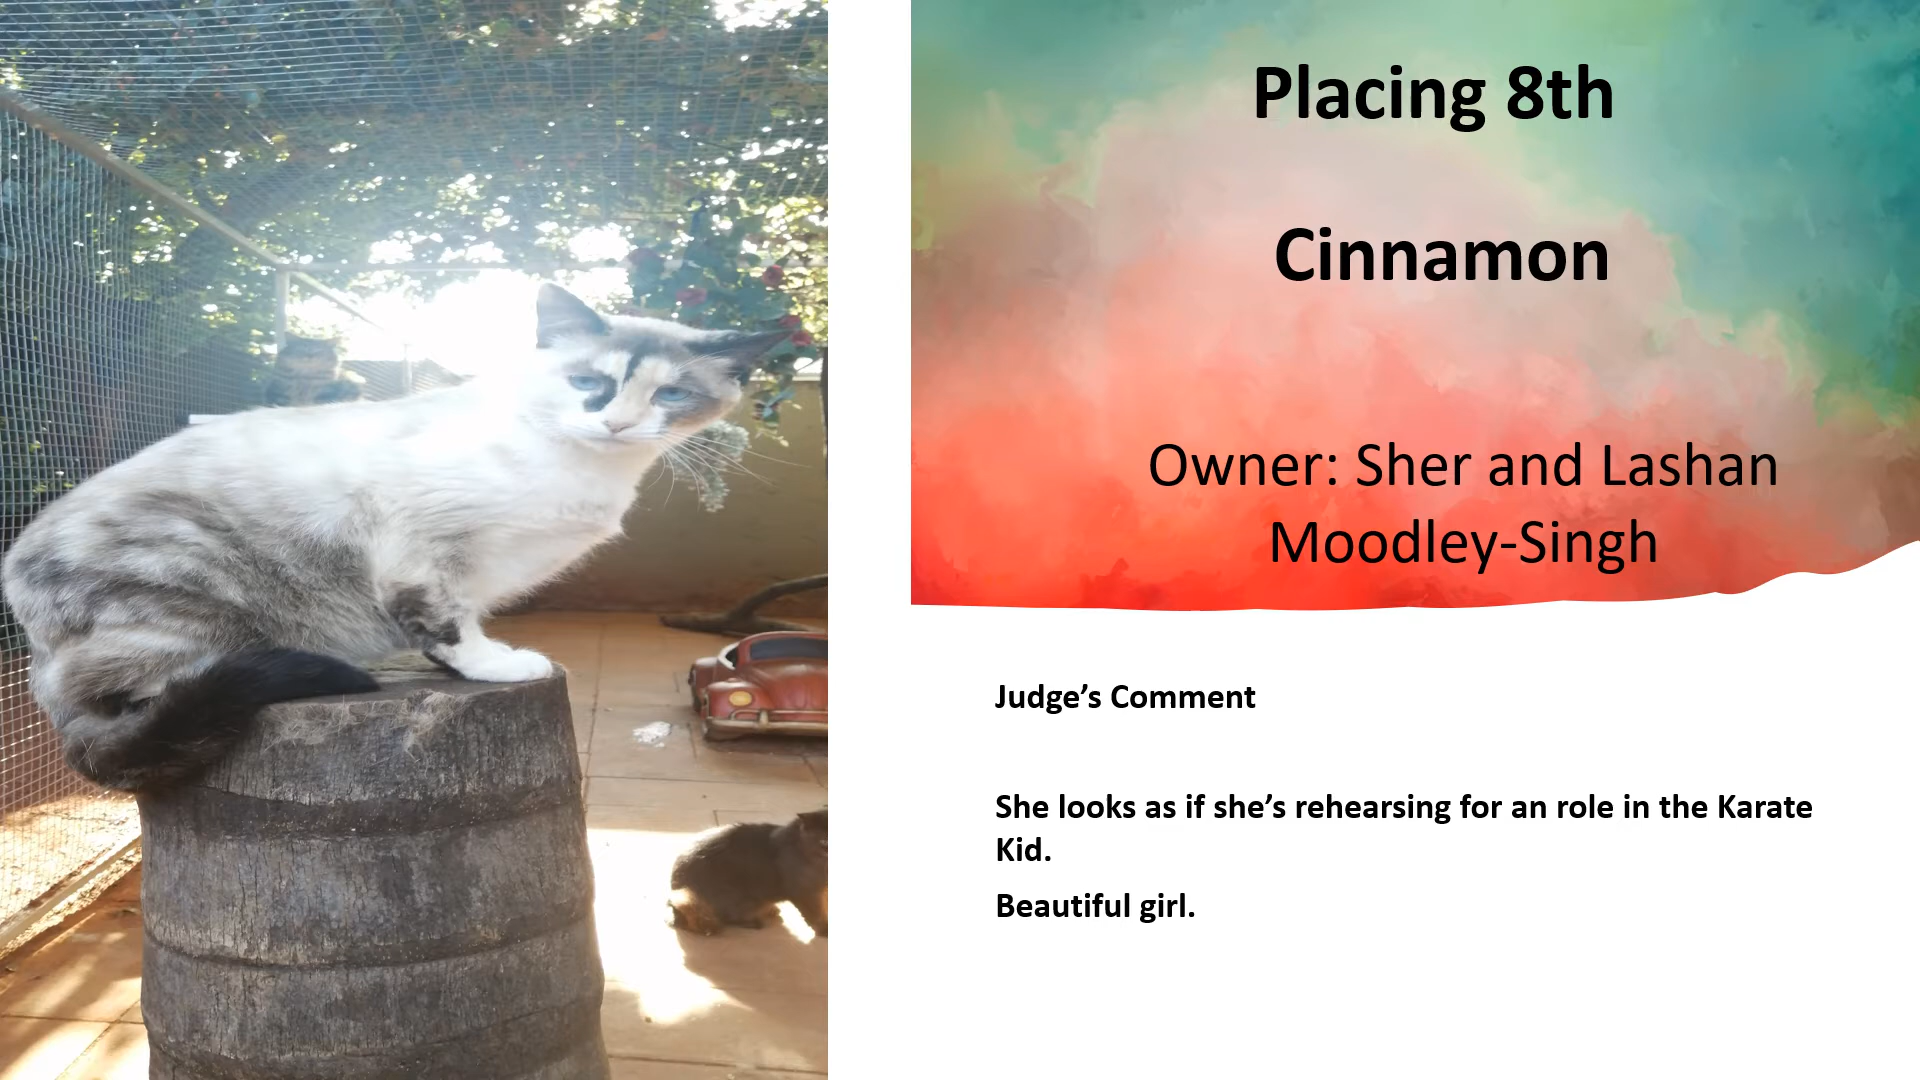 Placing 8th
Cinnamon
Owner: Sher and Lashan
Moodley-Singh
Judge’s Comment
She looks as if she’s rehearsing for an role in the Karate
Kid.
Beautiful girl.